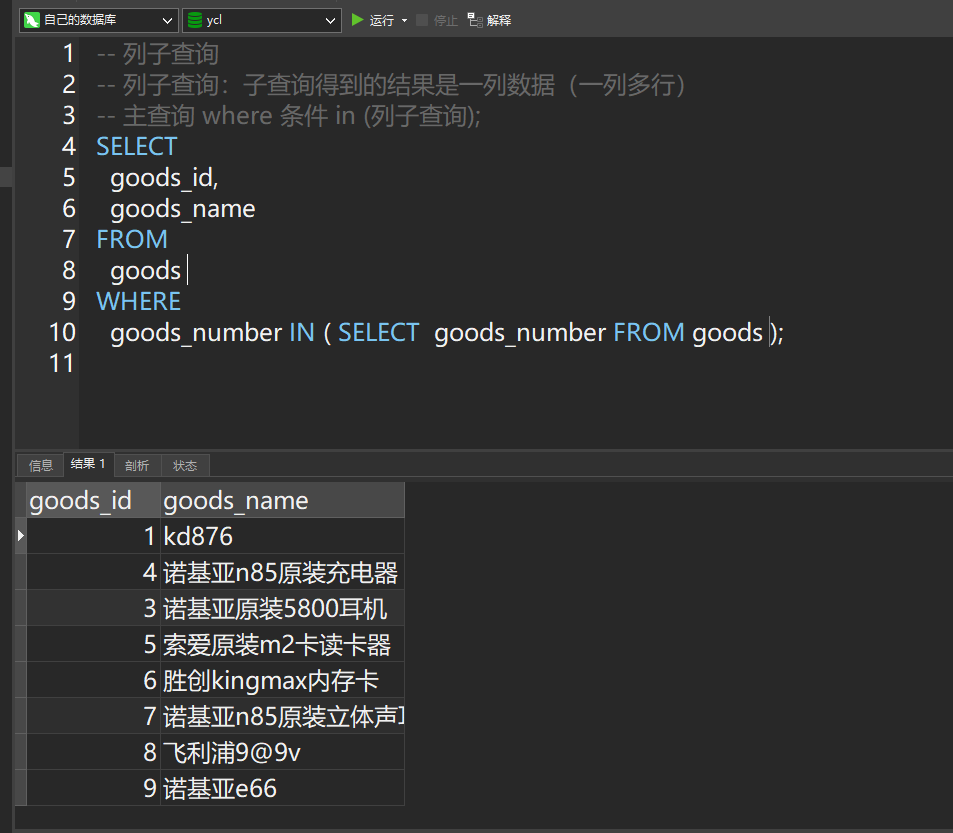 自己的数据库 ycl 运行 停止 解释
1 -- 列子查询
2 -- 列子查询：子查询得到的结果是一列数据（一列多行）
3 -- 主查询 where 条件 in (列子查询);
4 SELECT
5 goods_id,
6 goods_name
7 FROM
8 goods
9 WHERE
10 goods_number IN ( SELECT goods_number FROM goods );
11
信息 结果 1 剖析 状态
goods_id goods_name
1 kd876
4 诺基亚n85原装充电器
3 诺基亚原装5800耳机
5 索爱原装m2卡读卡器
6 胜创kingmax内存卡
7 诺基亚n85原装立体声
8 飞利浦9@9v
9 诺基亚e66